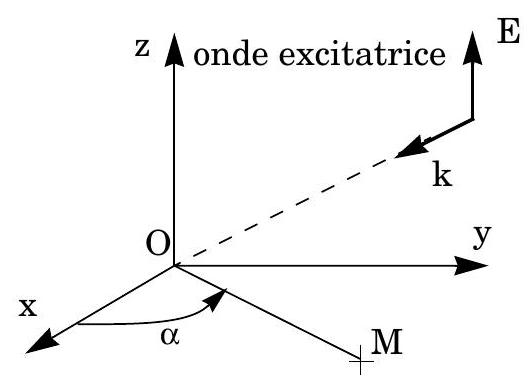 z onde excitatrice E
k
O y
x
α M